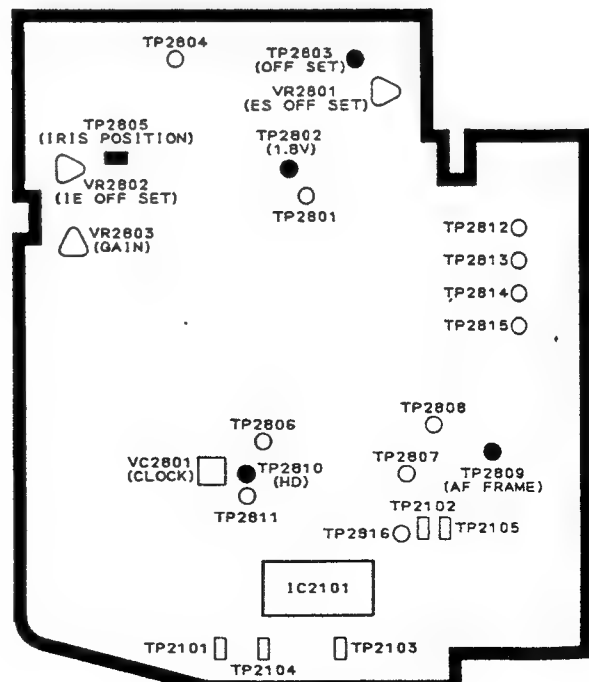 TP2804
TP2803
(OFF SET)
VR2801
(ES OFF SET)
TP2805
(IRIS POSITION)
TP2802
(1.8V)
VR2802
(IE OFF SET)
TP2801
VR2803
(GAIN)
TP2812
TP2813
TP2814
TP2815
TP2808
TP2806
VC2801
(CLOCK)
TP2810
(HD)
TP2807
TP2809
(AF FRAME)
TP2811
TP2102
TP2916
TP2105
IC2101
TP2101
TP2104
TP2103